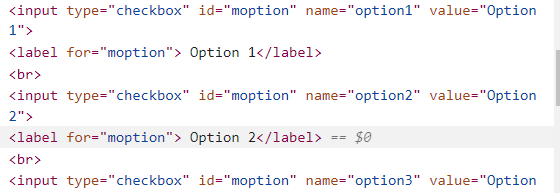 <input type="checkbox" id="moption" name="option1" value="Option
1">
<label for="moption"> Option 1</label>
<br>
<input type="checkbox" id="moption" name="option2" value="Option
2">
<label for="moption"> Option 2</label> == $0
<br>
<input type="checkbox" id="moption" name="option3" value="Option